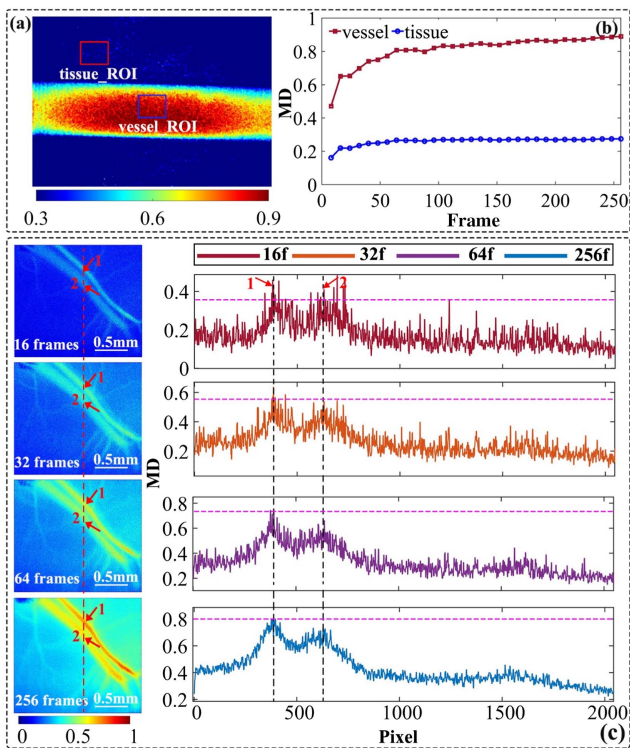 (a)
tissue_ROI
vessel_ROI
0.3 0.6 0.9
(b)
vessel tissue
MD
1
0.8
0.6
0.4
0.2
0
0 50 100 150 200 250
Frame
16f 32f 64f 256f
1
2
16 frames
0.5mm
1
2
32 frames
0.5mm
1
2
64 frames
0.5mm
1
2
256 frames
0.5mm
0 0.5 1
MD
1 2
0.4
0.2
0
0.6
0.4
0.2
0.8
0.6
0.4
0.2
0.8
0.6
0.4
0.2
0 500 1000 1500 2000
Pixel
(c)